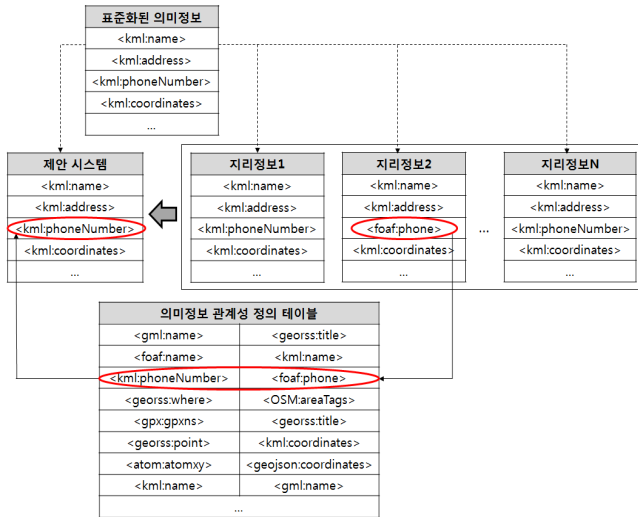 표준화된 의미정보
<kml:name>
<kml:address>
<kml:phoneNumber>
<kml:coordinates>
...
제안 시스템
<kml:name>
<kml:address>
<kml:phoneNumber>
<kml:coordinates>
...
지리정보1
<kml:name>
<kml:address>
<kml:phoneNumber>
<kml:coordinates>
...
지리정보2
<kml:name>
<kml:address>
<foaf:phone>
<kml:coordinates>
...
...
지리정보N
<kml:name>
<kml:address>
<kml:phoneNumber>
<kml:coordinates>
...
의미정보 관계성 정의 테이블
<gml:name> <georss:title>
<foaf:name> <kml:name>
<kml:phoneNumber> <foaf:phone>
<georss:where> <OSM:areaTags>
<gpx:gpxns> <georss:title>
<georss:point> <kml:coordinates>
<atom:atomxy> <geojson:coordinates>
<kml:name> <gml:name>
...